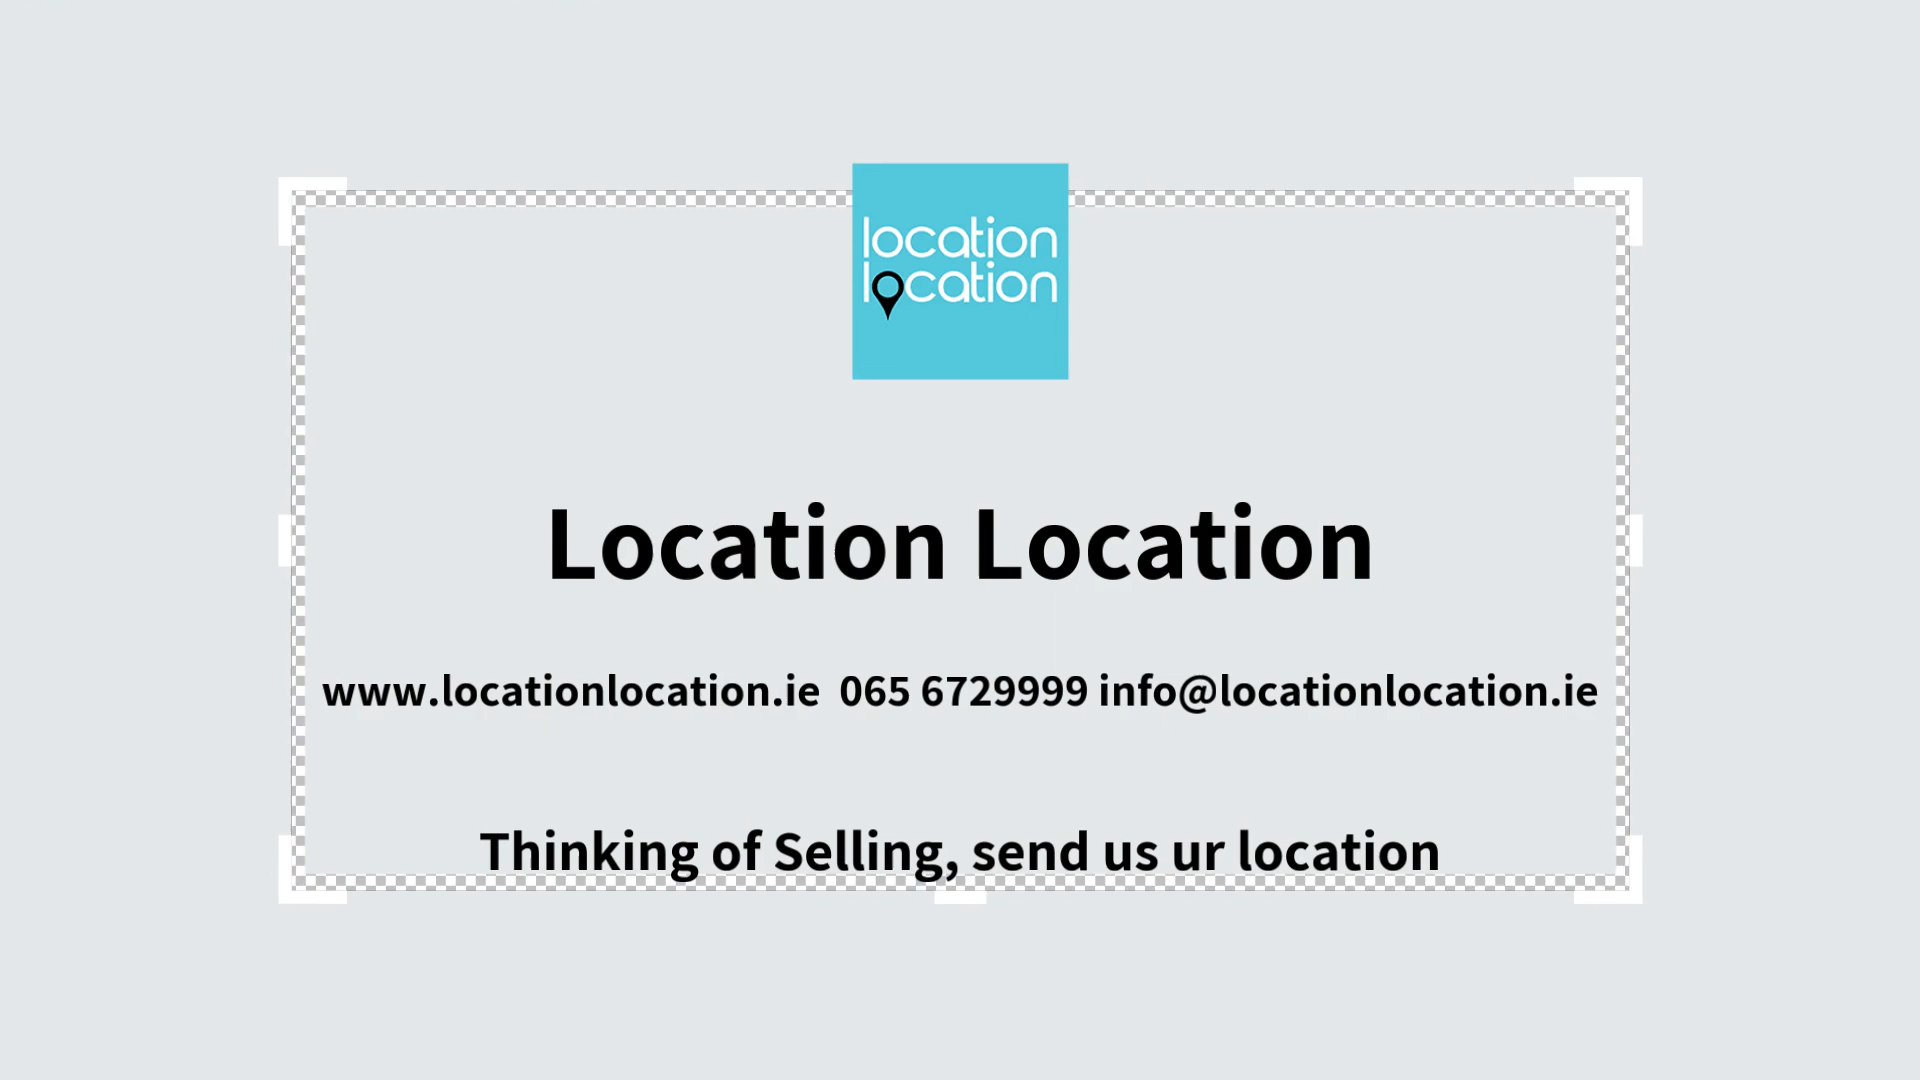 location
location
Location Location
www.locationlocation.ie 065 6729999 info@locationlocation.ie
Thinking of Selling, send us ur location